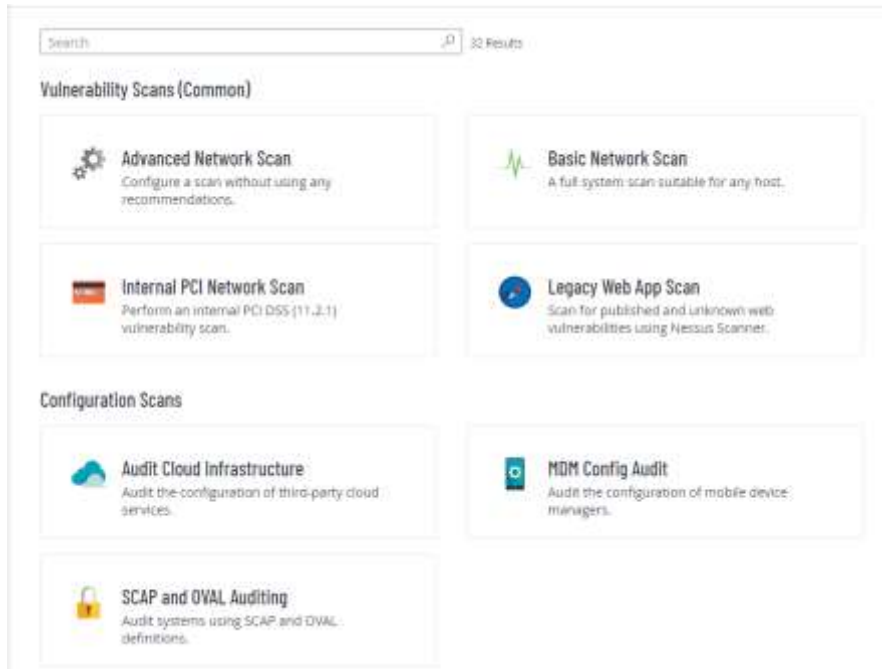 Search
32 Results
Vulnerability Scans (Common)
Advanced Network Scan
Configure a scan without using any
recommendations.
Basic Network Scan
A full system scan suitable for any host.
Internal PCI Network Scan
Perform an internal PCI DSS (11.2.1)
vulnerability scan.
Legacy Web App Scan
Scan for published and unknown web
vulnerabilities using Nessus Scanner.
Configuration Scans
Audit Cloud Infrastructure
Audit the configuration of third-party cloud
services.
MDM Config Audit
Audit the configuration of mobile device
managers.
SCAP and OVAL Auditing
Audit systems using SCAP and OVAL
definitions.